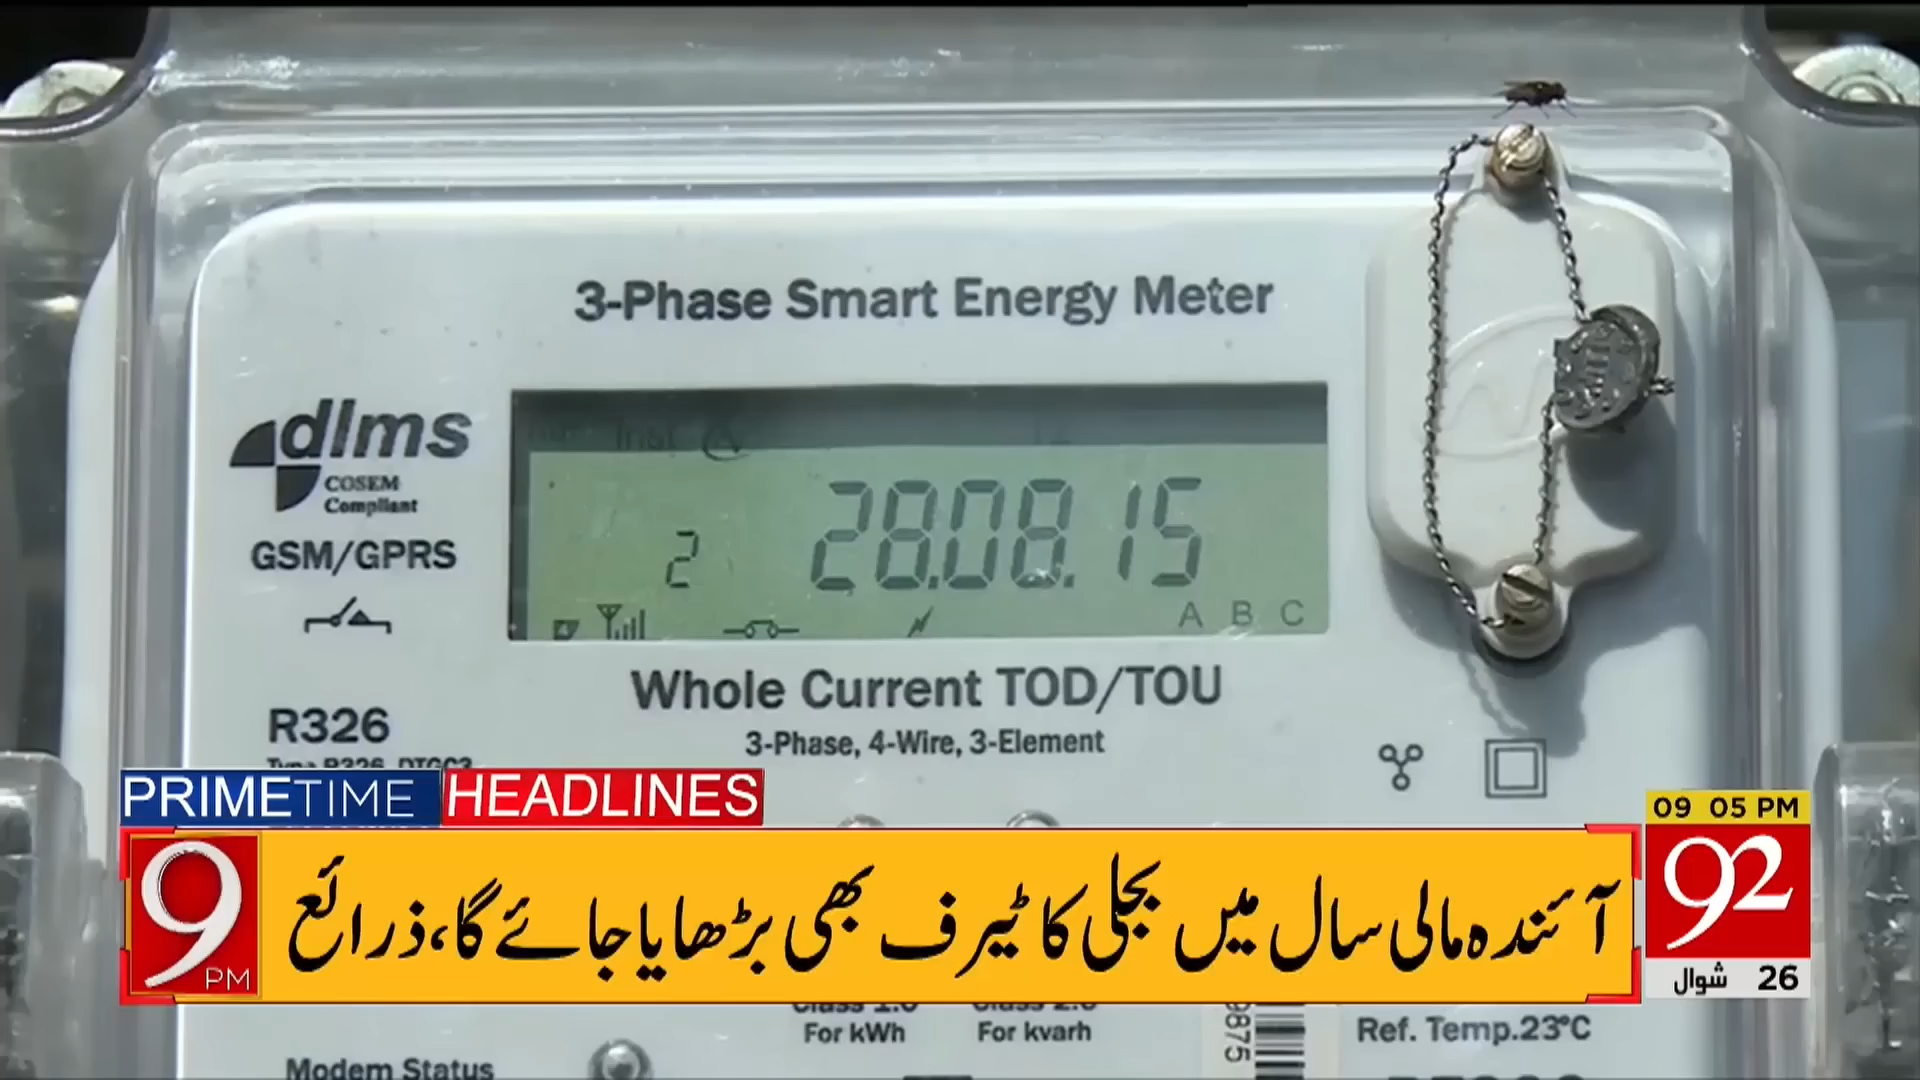 3-Phase Smart Energy Meter
dlms
COSEM
Compliant
GSM/GPRS
2 28.08.15
A B C
Whole Current TOD/TOU
3-Phase, 4-Wire, 3-Element
R326
PRIMETIME HEADLINES
09 05 PM
9 PM
آئندہ مالی سال میں بجلی کا ٹیرف بھی بڑھایا جائے گا، ذرائع
92
26 شوال
For kWh
For kvarh
9875
Ref. Temp.23°C
Modem Status